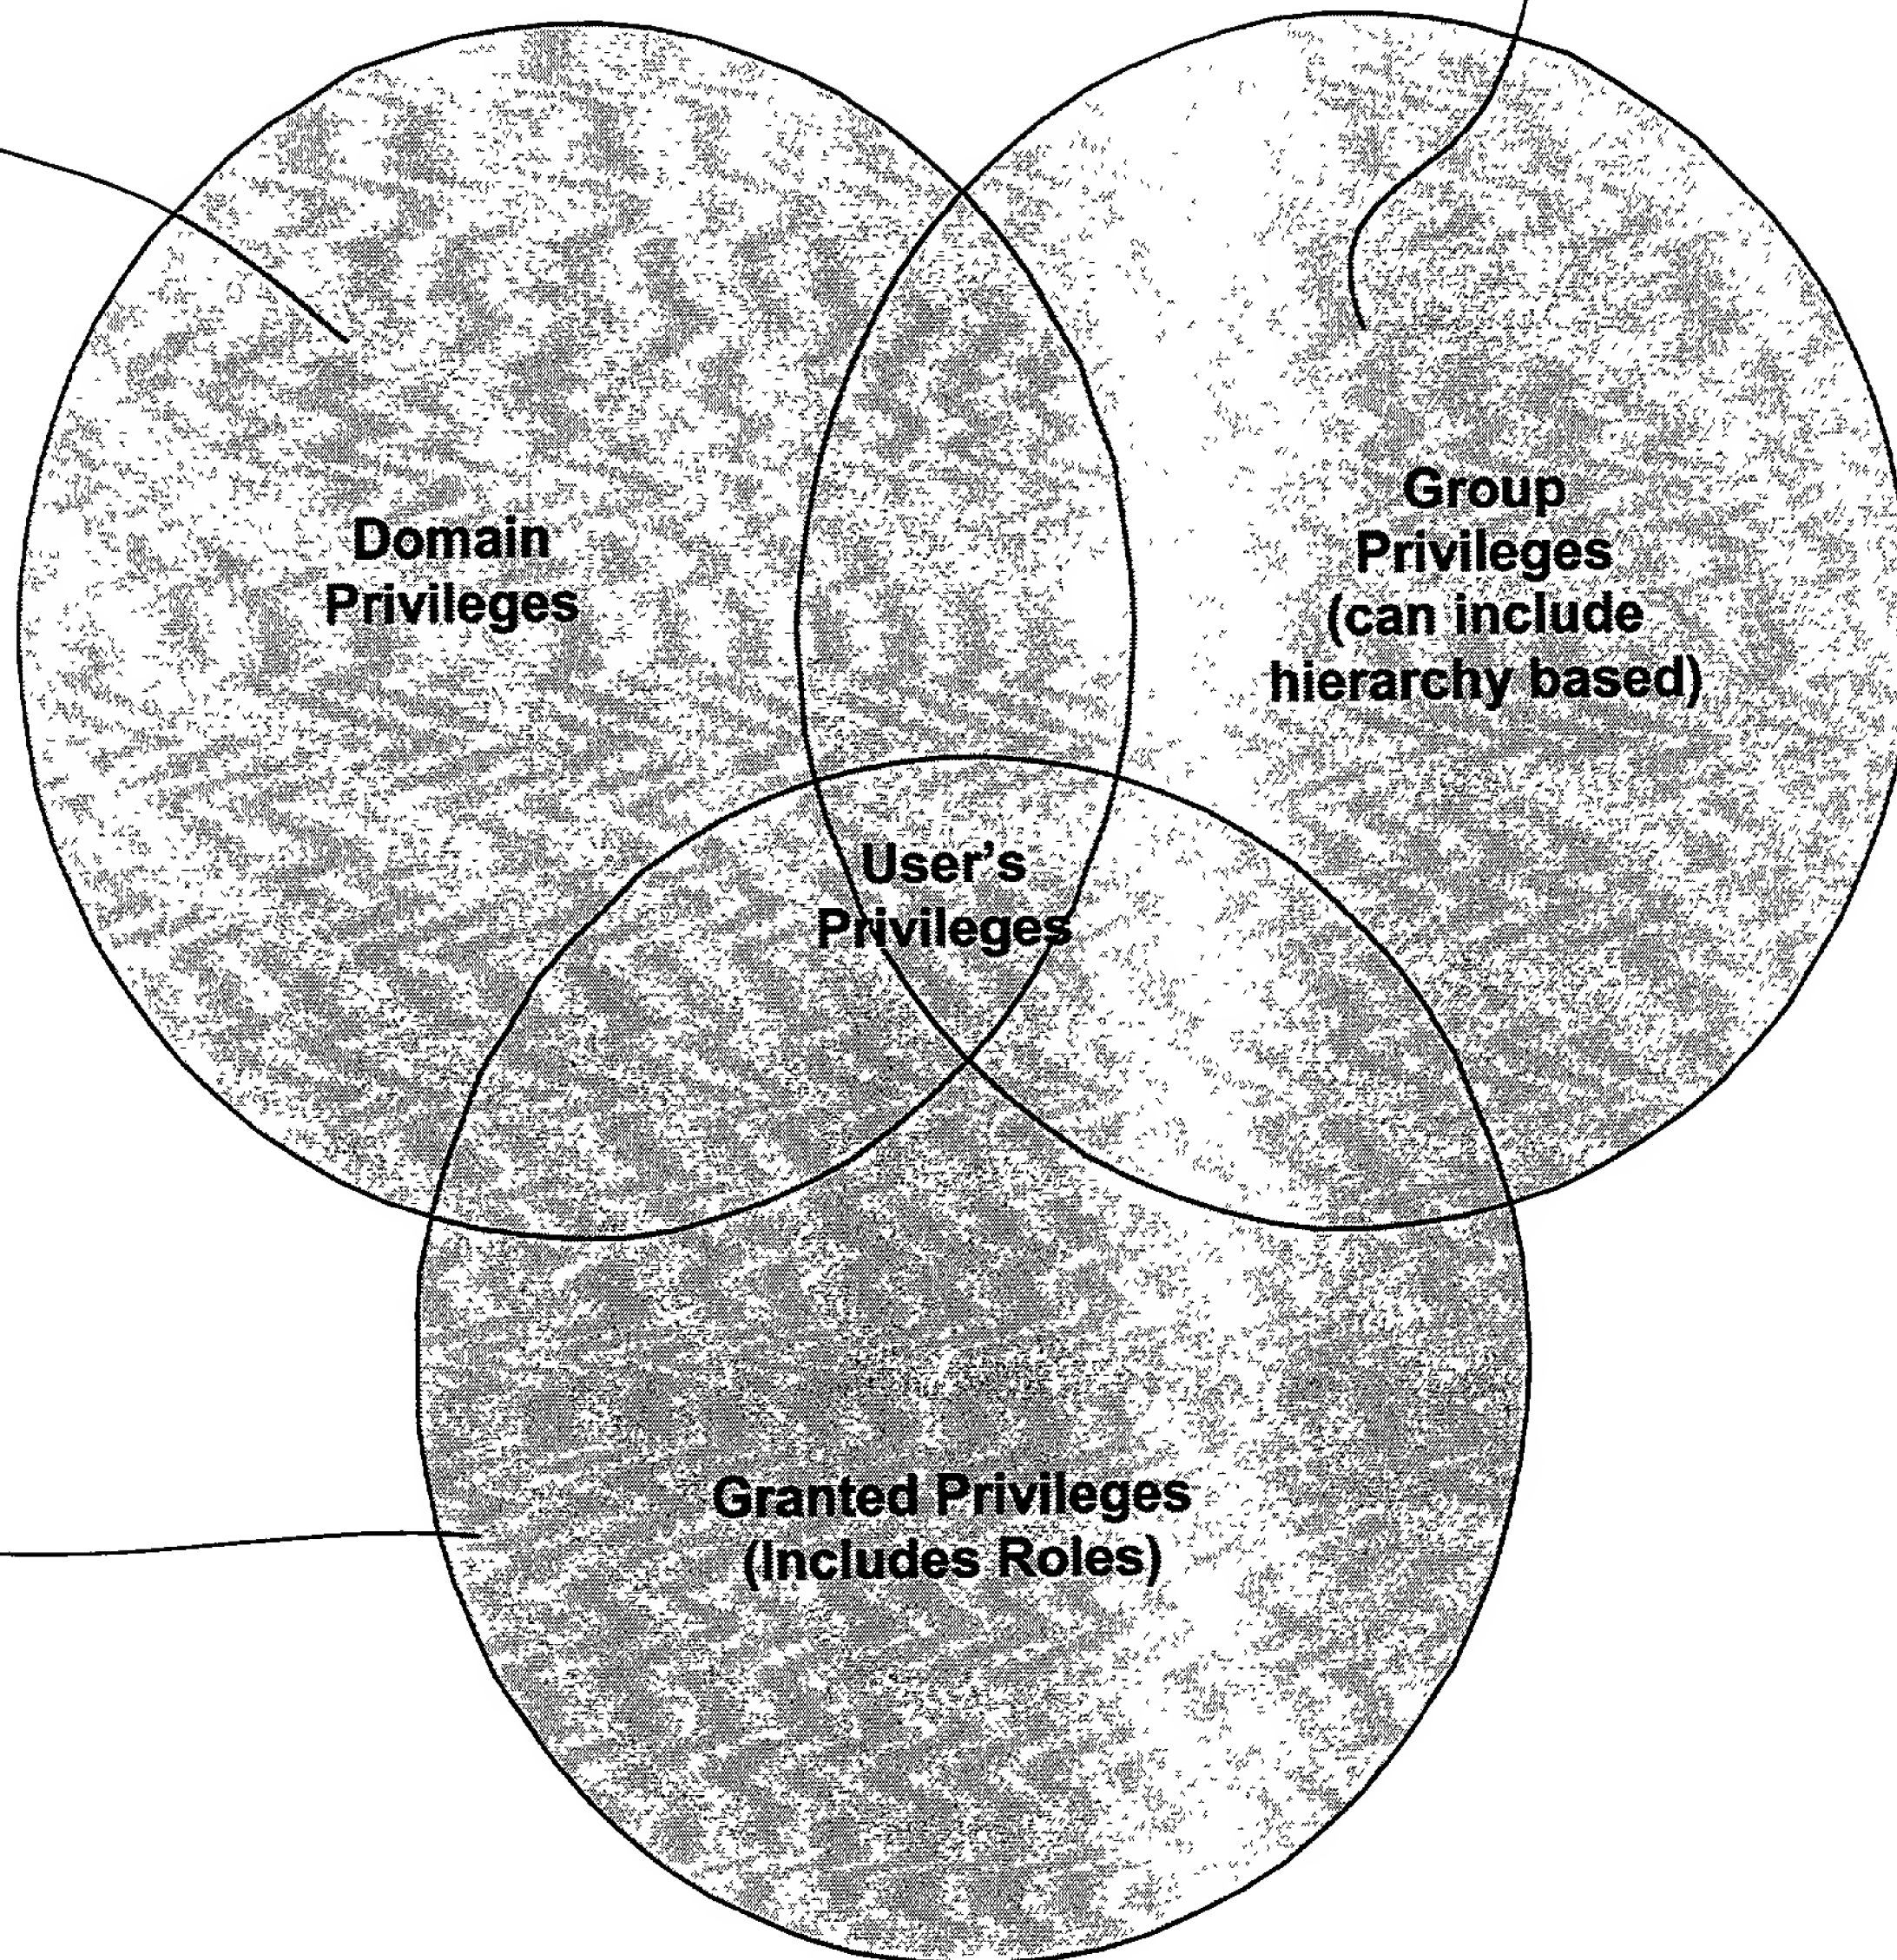 Domain
Privileges
Group
Privileges
(can include
hierarchy based)
User's
Privileges
Granted Privileges
(Includes Roles)